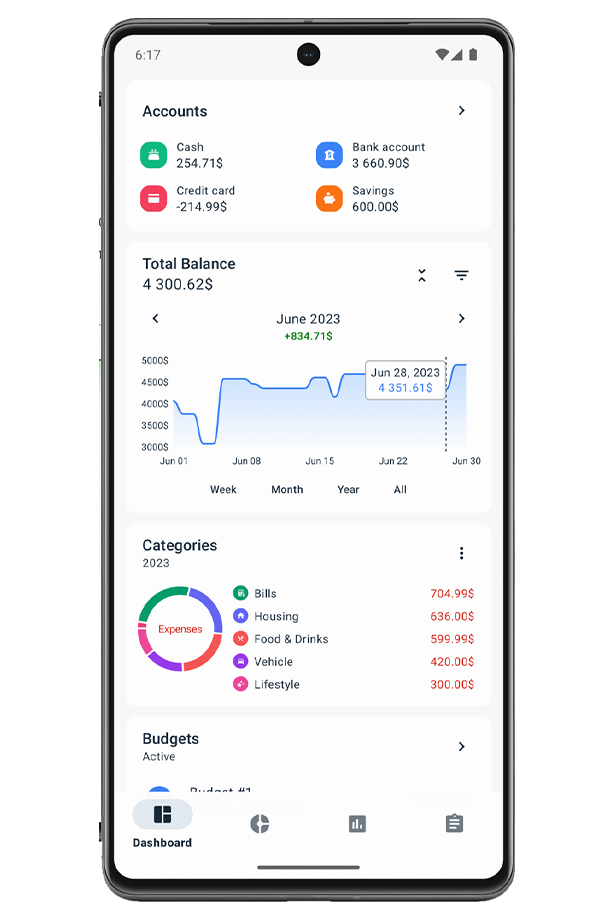 6:17
Accounts
Cash
254.71$
Bank account
3 660.90$
Credit card
-214.99$
Savings
600.00$
Total Balance
4 300.62$
June 2023
+834.71$
5000$
4500$
4000$
3500$
3000$
Jun 28, 2023
4 351.61$
Jun 01
Jun 08
Jun 15
Jun 22
Jun 30
Week
Month
Year
All
Categories
2023
Expenses
Bills
704.99$
Housing
636.00$
Food & Drinks
599.99$
Vehicle
420.00$
Lifestyle
300.00$
Budgets
Active
Budget #1
Dashboard